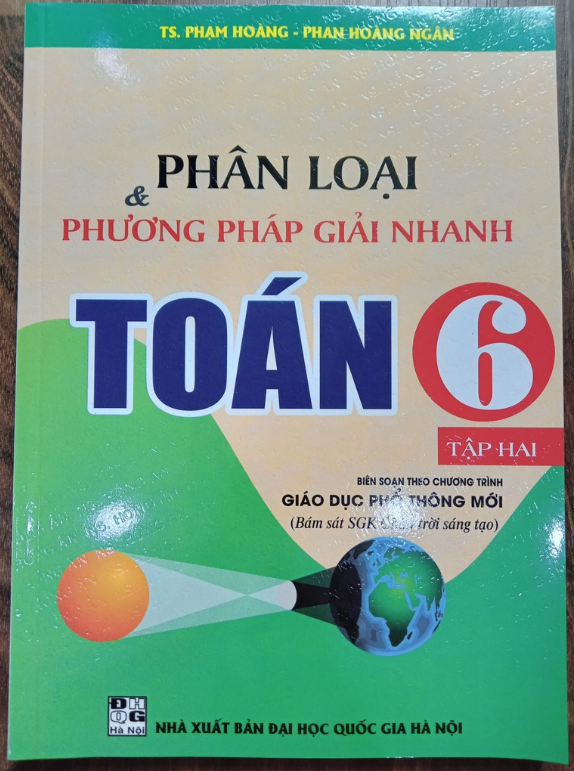 TS. PHẠM HOÀNG - PHAN HOÀNG NGÂN
PHÂN LOẠI
&
PHƯƠNG PHÁP GIẢI NHANH
TOÁN 6
TẬP HAI
BIÊN SOẠN THEO CHƯƠNG TRÌNH
GIÁO DỤC PHỔ THÔNG MỚI
(Bám sát SGK Chân trời sáng tạo)
ĐH
QG
Hà Nội
NHÀ XUẤT BẢN ĐẠI HỌC QUỐC GIA HÀ NỘI